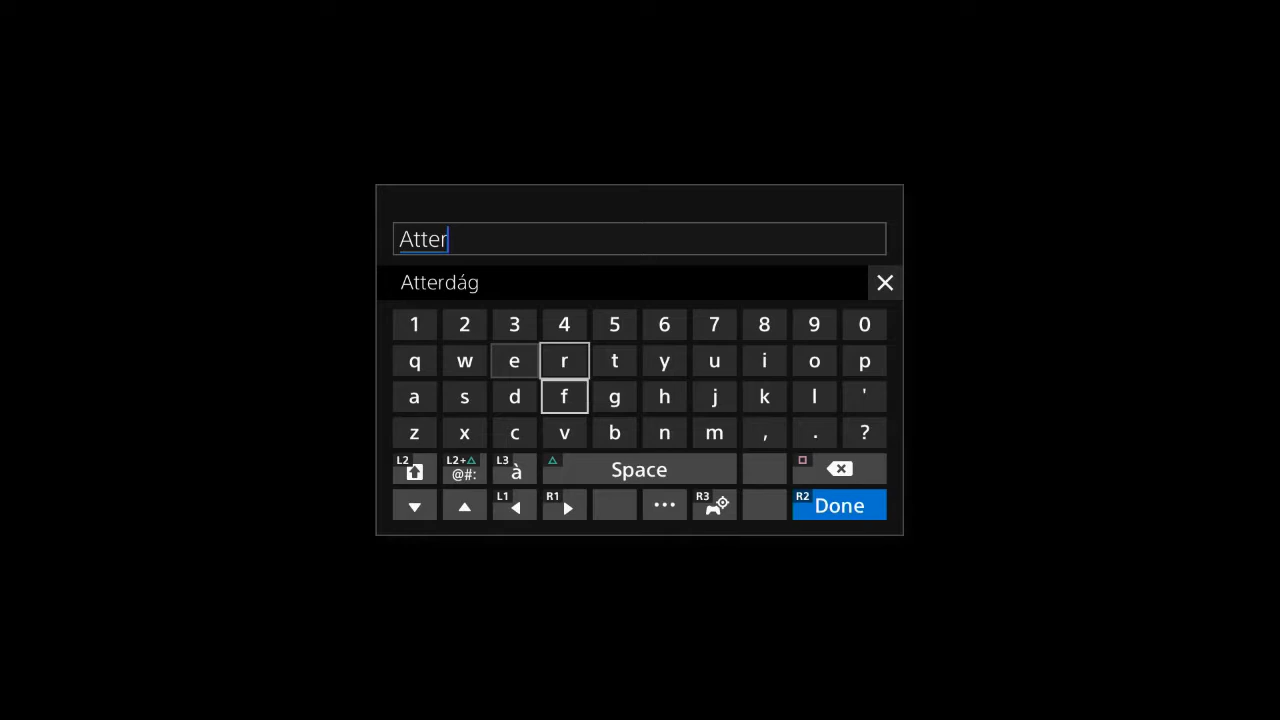 Atter
Atterdág
1 2 3 4 5 6 7 8 9 0
q w e r t y u i o p
a s d f g h j k l '
z x c v b n m , . ?
L2 L2+△ @#: L3 à △ Space
L1 R1 ... R3 R2 Done